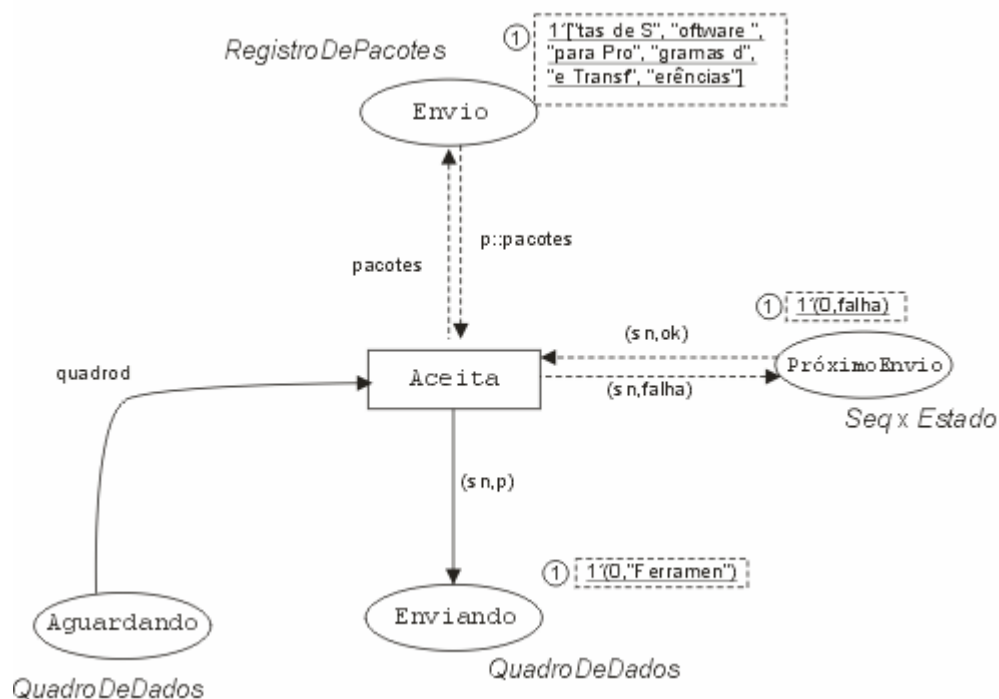 RegistroDePacotes
1
1´["tas de S", "oftware ",
"para Pro", "gramas d",
"e Transf", "erências"]
Envio
pacotes
p::pacotes
1
1´(0,falha)
(sn,ok)
PróximoEnvio
(sn,falha)
Seq x Estado
quadrod
Aceita
(sn,p)
1
1´(0,"Ferramen")
Aguardando
Enviando
QuadroDeDados
QuadroDeDados